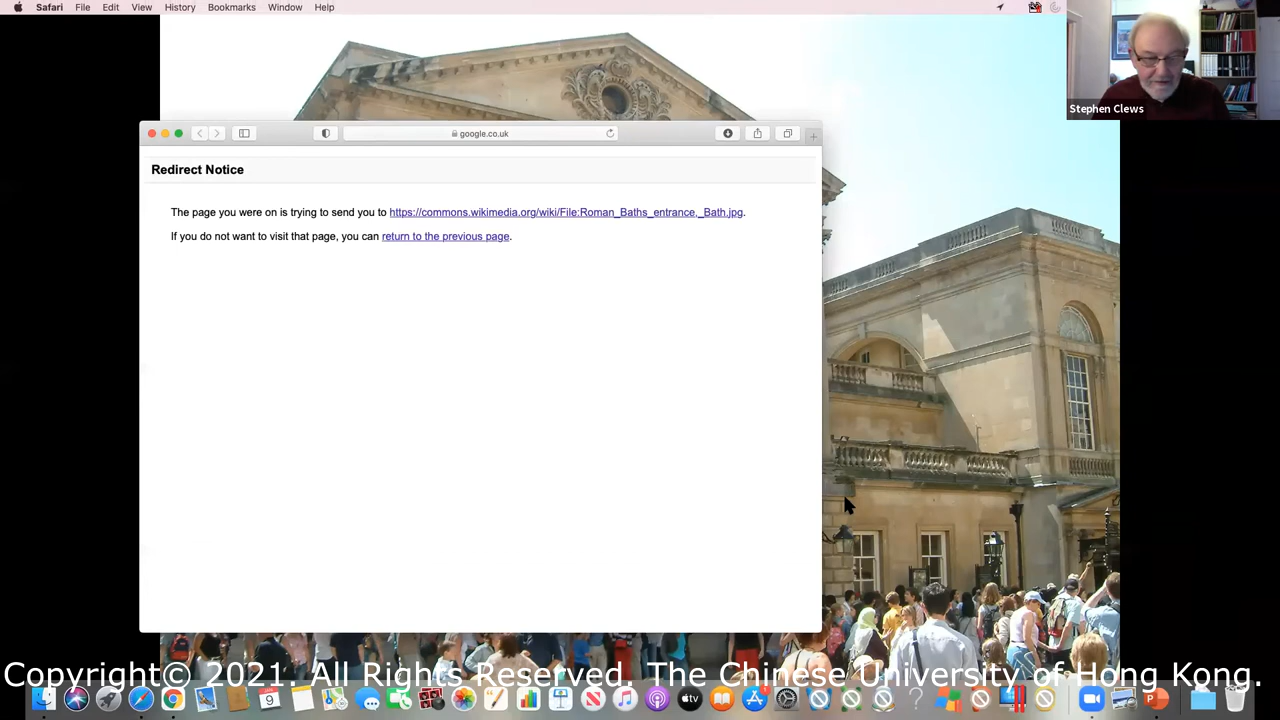 Safari File Edit View History Bookmarks Window Help
Stephen Clews
google.co.uk
Redirect Notice
The page you were on is trying to send you to https://commons.wikimedia.org/wiki/File:Roman_Baths_entrance,_Bath.jpg.
If you do not want to visit that page, you can return to the previous page.
Copyright© 2021. All Rights Reserved. The Chinese University of Hong Kong.
9
tv